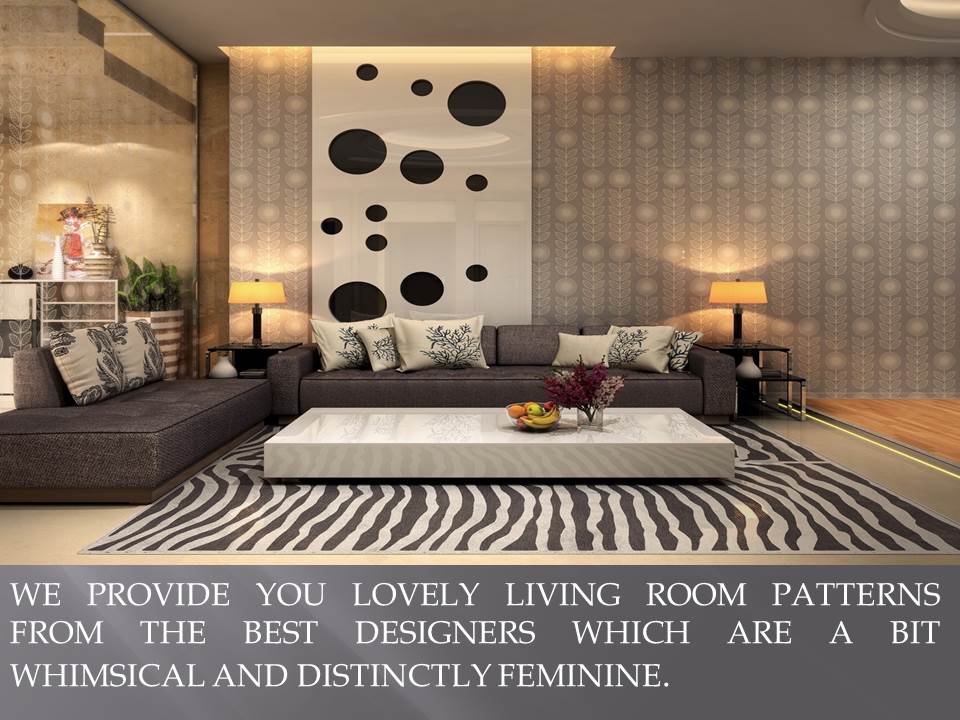 WE PROVIDE YOU LOVELY LIVING ROOM PATTERNS
FROM THE BEST DESIGNERS WHICH ARE A BIT
WHIMSICAL AND DISTINCTLY FEMININE.